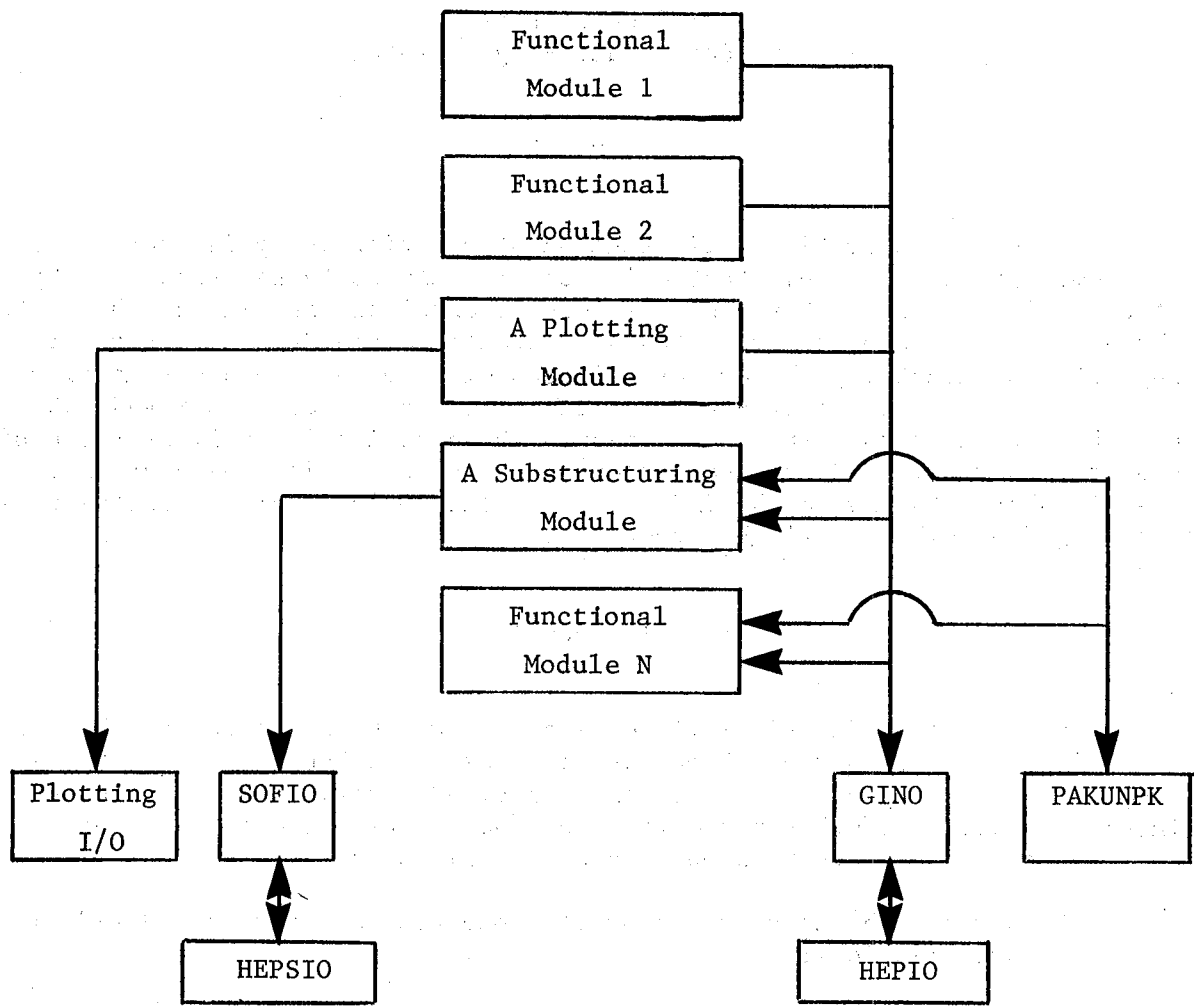 Functional
Module 1
Functional
Module 2
A Plotting
Module
A Substructuring
Module
Functional
Module N
Plotting
I/O
SOFIO
GINO
PAKUNPK
HEPSIO
HEPIO